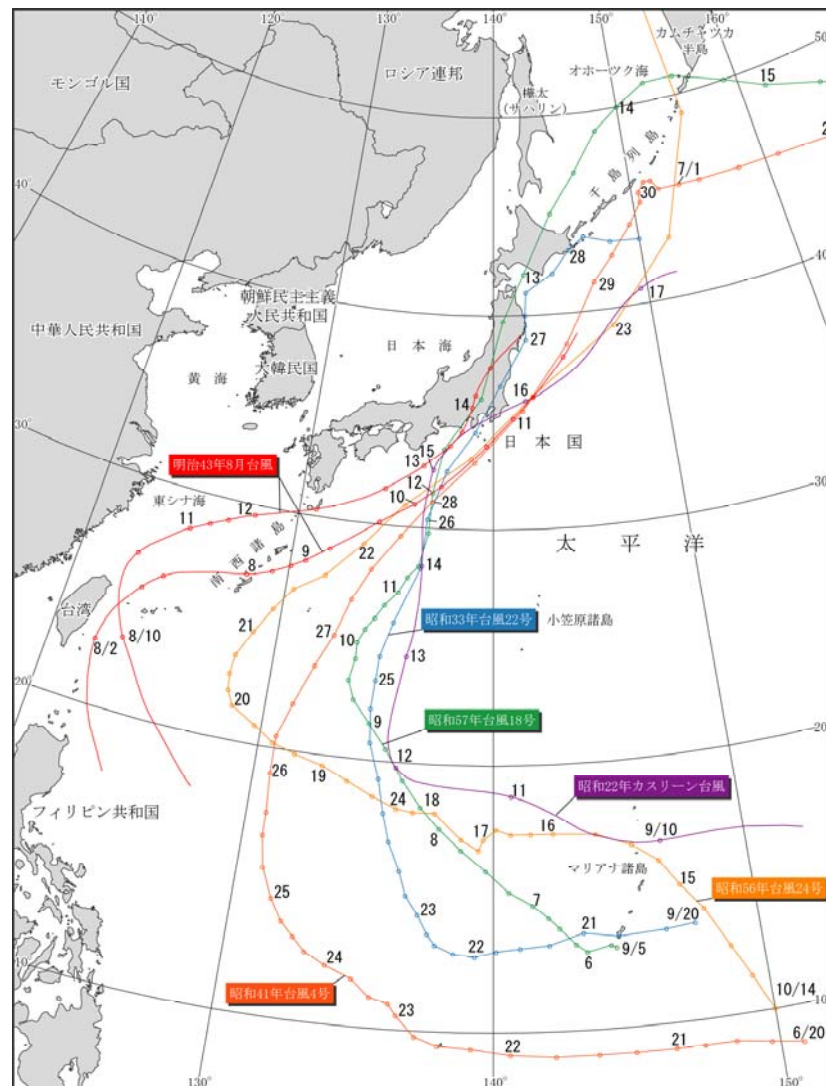 110°
120°
130°
140°
150°
160°
50°
カムチャツカ
半島
オホーツク海
15
ロシア連邦
モンゴル国
樺太
(サハリン)
14
千島列島
7/1
30
40°
28
40°
13
29
17
朝鮮民主主義
人民共和国
27
23
中華人民共和国
日本海
大韓民国
黄海
16
14
11
30°
日本国
15
13
明治43年8月台風
12
30°
10
28
東シナ海
12
26
11
太平洋
22
9
南西諸島
8
14
11
台湾
昭和33年台風22号
小笠原諸島
21
27
10
8/2
8/10
13
25
20°
20
9
昭和57年台風18号
20°
12
26
19
11
昭和22年カスリーン台風
フィリピン共和国
24
18
8
17
16
9/10
マリアナ諸島
15
昭和56年台風24号
25
7
23
21
9/20
22
9/5
6
24
10°
昭和41年台風4号
10/14
10°
23
22
21
6/20
130°
140°
150°